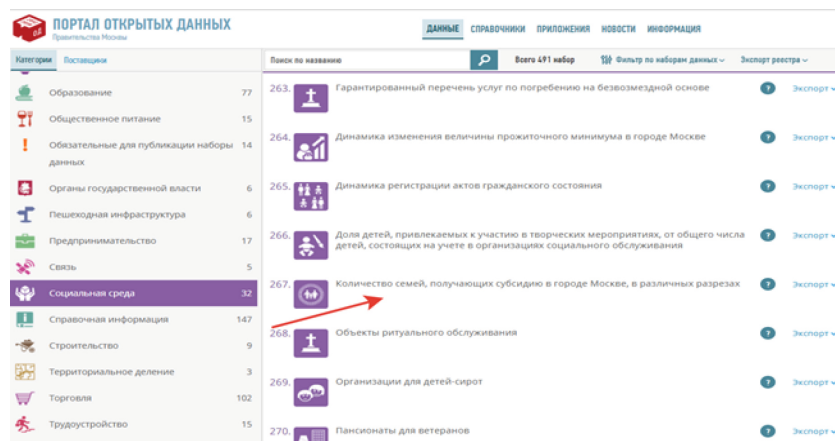 ПОРТАЛ ОТКРЫТЫХ ДАННЫХ
Правительства Москвы
ДАННЫЕ СПРАВОЧНИКИ ПРИЛОЖЕНИЯ НОВОСТИ ИНФОРМАЦИЯ
Категории Поставщики
Поиск по названию Всего 491 набор Фильтр по наборам данных Экспорт реестра
Образование 77
Общественное питание 15
Обязательные для публикации наборы 14
данных
Органы государственной власти 6
Пешеходная инфраструктура 6
Предпринимательство 17
Связь 5
Социальная среда 32
Справочная информация 147
Строительство 9
Территориальное деление 3
Торговля 102
Трудоустройство 15
263. Гарантированный перечень услуг по погребению на безвозмездной основе ? Экспорт
264. Динамика изменения величины прожиточного минимума в городе Москве ? Экспорт
265. Динамика регистрации актов гражданского состояния ? Экспорт
266. Доля детей, привлекаемых к участию в творческих мероприятиях, от общего числа ? Экспорт
детей, состоящих на учете в организациях социального обслуживания
267. Количество семей, получающих субсидию в городе Москве, в различных разрезах ? Экспорт
268. Объекты ритуального обслуживания ? Экспорт
269. Организации для детей-сирот ? Экспорт
270. Пансионаты для ветеранов ? Экспорт